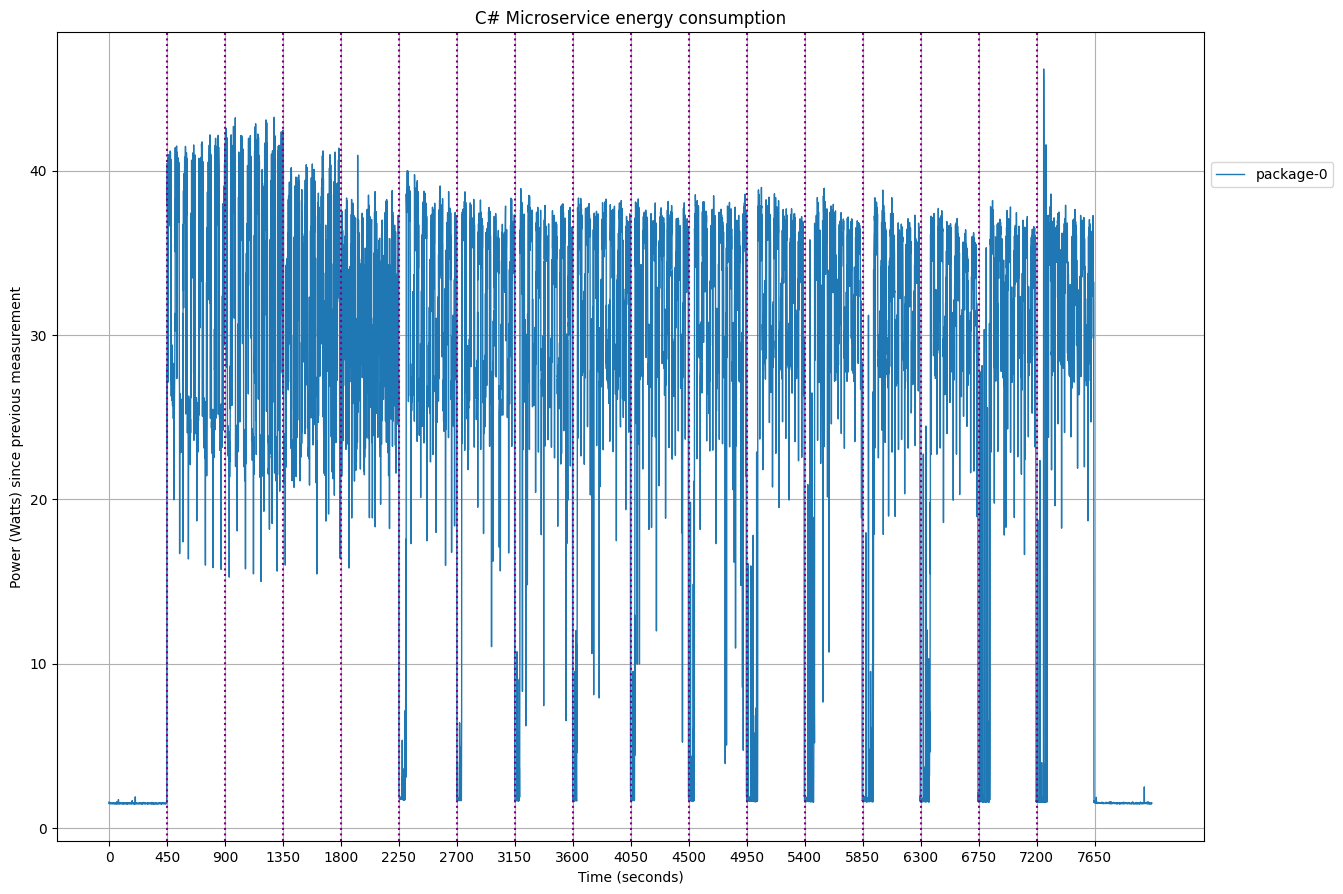 C# Microservice energy consumption
Power (Watts) since previous measurement
40
30
20
10
0
package-0
0 450 900 1350 1800 2250 2700 3150 3600 4050 4500 4950 5400 5850 6300 6750 7200 7650
Time (seconds)